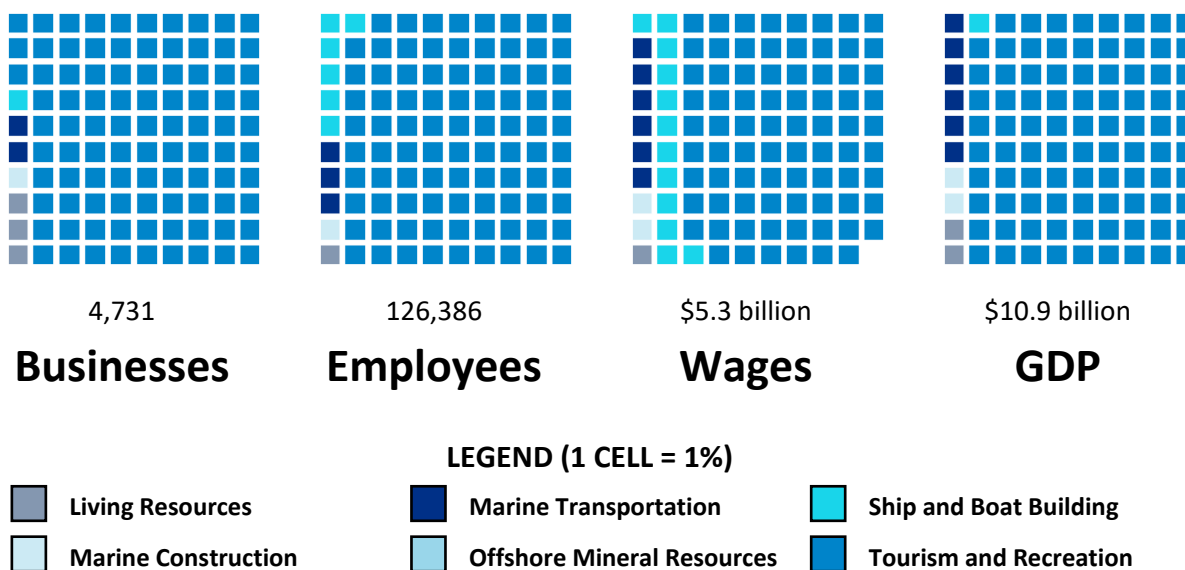 4,731 126,386 $5.3 billion $10.9 billion
Businesses Employees Wages GDP
LEGEND (1 CELL = 1%)
Living Resources Marine Transportation Ship and Boat Building
Marine Construction Offshore Mineral Resources Tourism and Recreation